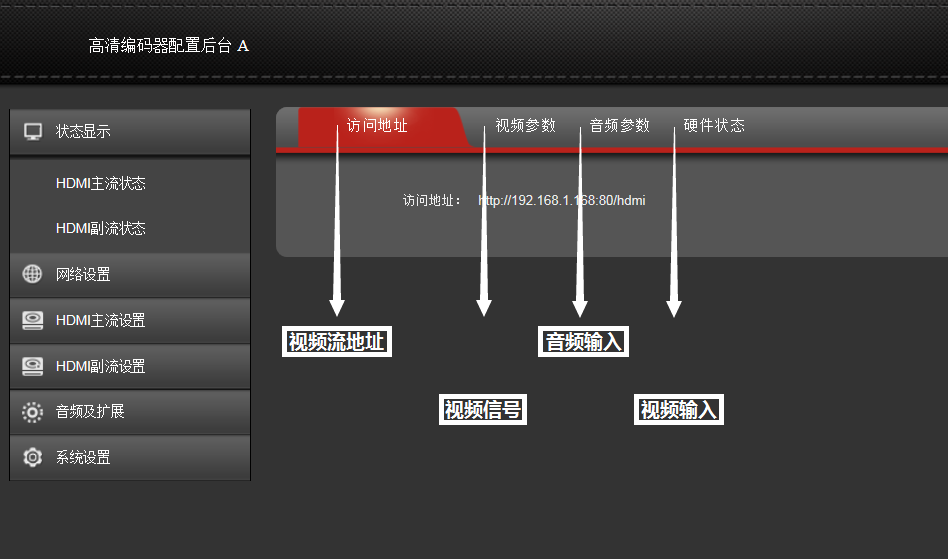 高清编码器配置后台 A
状态显示
HDMI主流状态
HDMI副流状态
网络设置
HDMI主流设置
HDMI副流设置
音频及扩展
系统设置
访问地址 视频参数 音频参数 硬件状态
访问地址： http://192.168.1.168:80/hdmi
视频流地址 音频输入
视频信号 视频输入